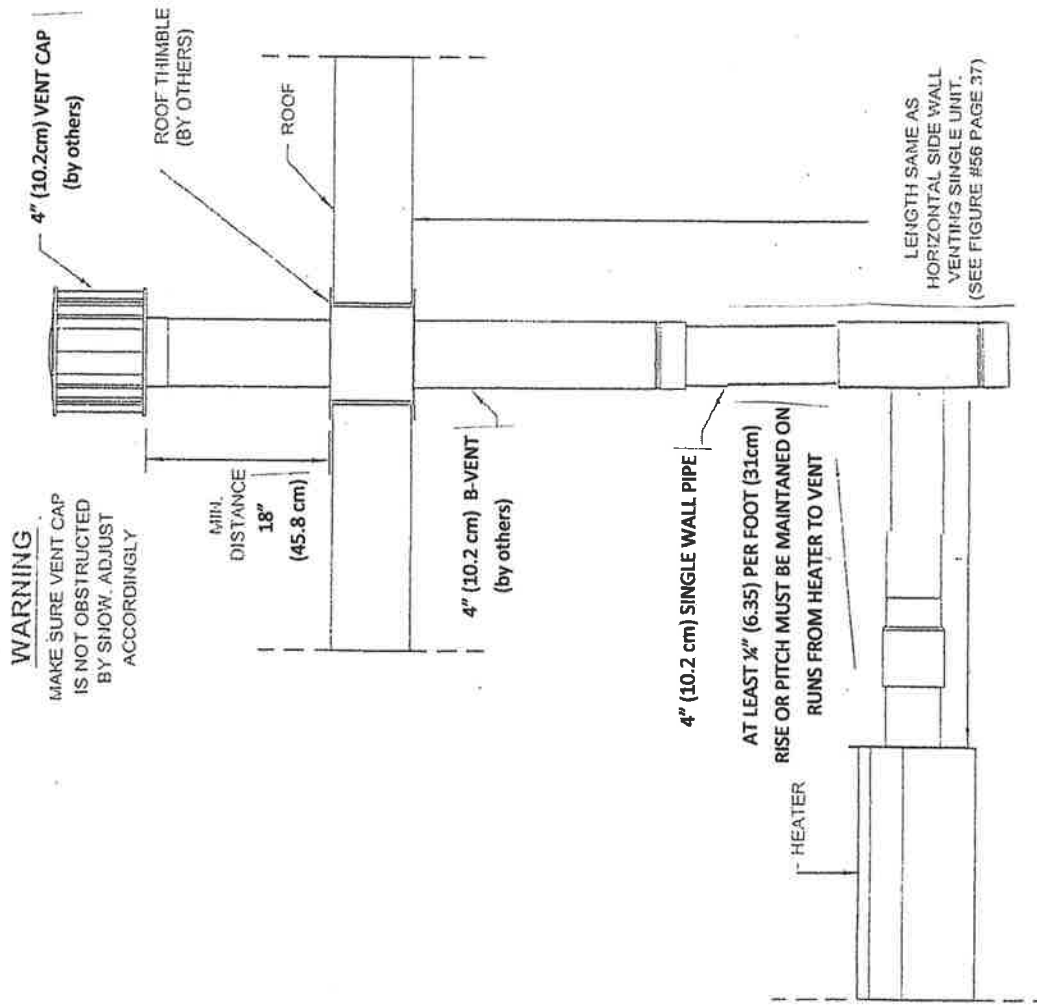 WARNING
MAKE SURE VENT CAP
IS NOT OBSTRUCTED
BY SNOW. ADJUST
ACCORDINGLY
4" (10.2cm) VENT CAP
(by others)
ROOF THIMBLE
(BY OTHERS)
ROOF
MIN.
DISTANCE
18"
(45.8 cm)
4" (10.2 cm) B-VENT
(by others)
4" (10.2 cm) SINGLE WALL PIPE
AT LEAST ¼" (6.35) PER FOOT (31cm)
RISE OR PITCH MUST BE MAINTANED ON
RUNS FROM HEATER TO VENT
HEATER
LENGTH SAME AS
HORIZONTAL SIDE WALL
VENTING SINGLE UNIT.
(SEE FIGURE #56 PAGE 37)